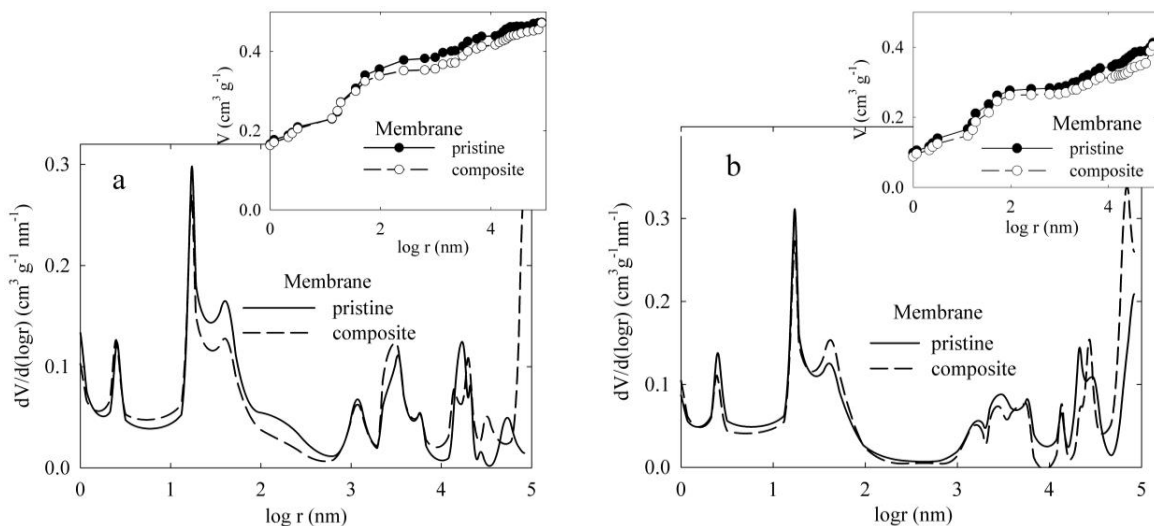 0.4
0.2
0.0
V (cm³ g⁻¹)
Membrane
pristine
composite
0 2 4
log r (nm)
a
0.3
0.2
0.1
0.0
dV/d(logr) (cm³ g⁻¹ nm⁻¹)
Membrane
pristine
composite
0 1 2 3 4 5
log r (nm)
0.4
0.2
0.0
V (cm³ g⁻¹)
Membrane
pristine
composite
0 2 4
log r (nm)
b
0.3
0.2
0.1
0.0
dV/d(logr) (cm³ g⁻¹ nm⁻¹)
Membrane
pristine
composite
0 1 2 3 4 5
logr (nm)